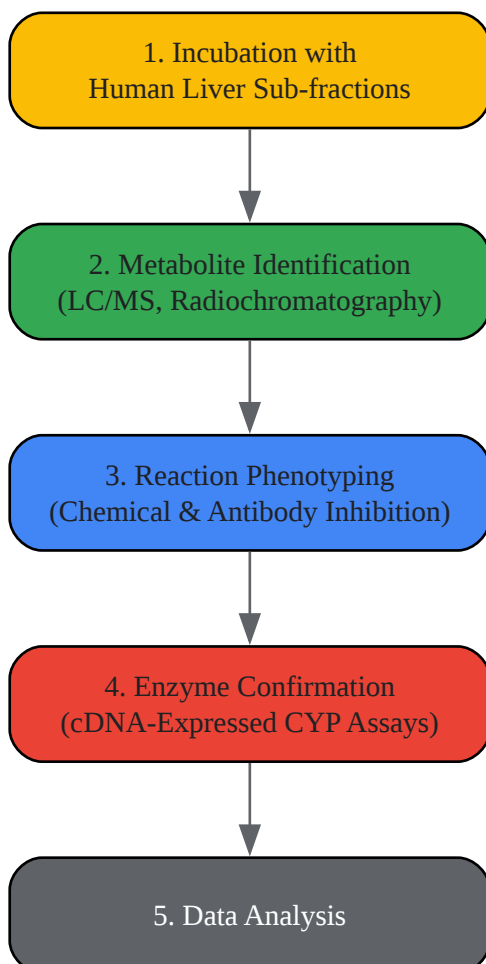 1. Incubation with
Human Liver Sub-fractions
2. Metabolite Identification
(LC/MS, Radiochromatography)
3. Reaction Phenotyping
(Chemical & Antibody Inhibition)
4. Enzyme Confirmation
(cDNA-Expressed CYP Assays)
5. Data Analysis